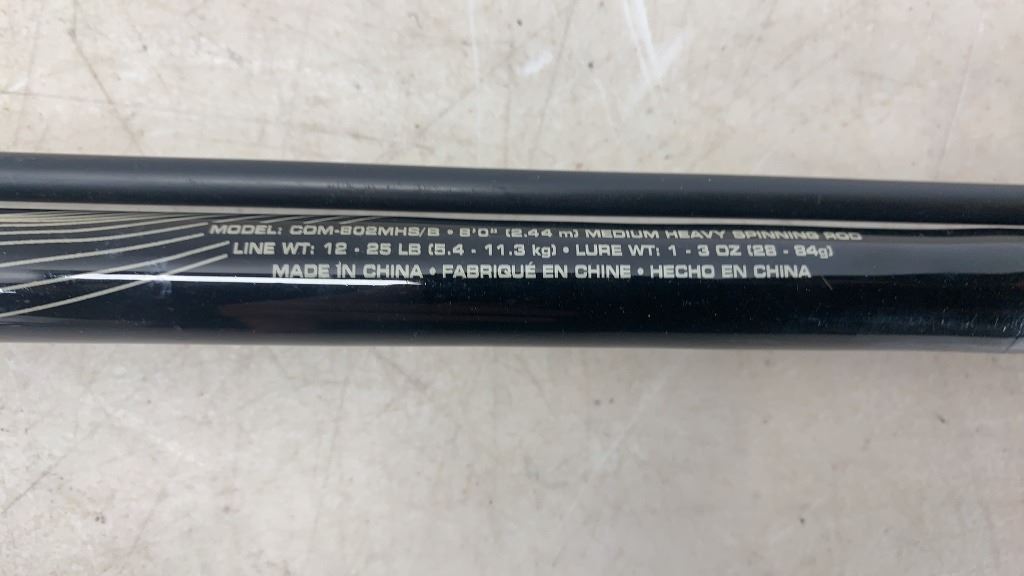 MODEL: COM-802MHS/B • 8'0" (2.44 m) MEDIUM HEAVY SPINNING ROD
LINE WT: 12 - 25 LB (5.4 - 11.3 kg) • LURE WT: 1 - 3 OZ (28 - 84g)
MADE IN CHINA • FABRIQUÉ EN CHINE • HECHO EN CHINA